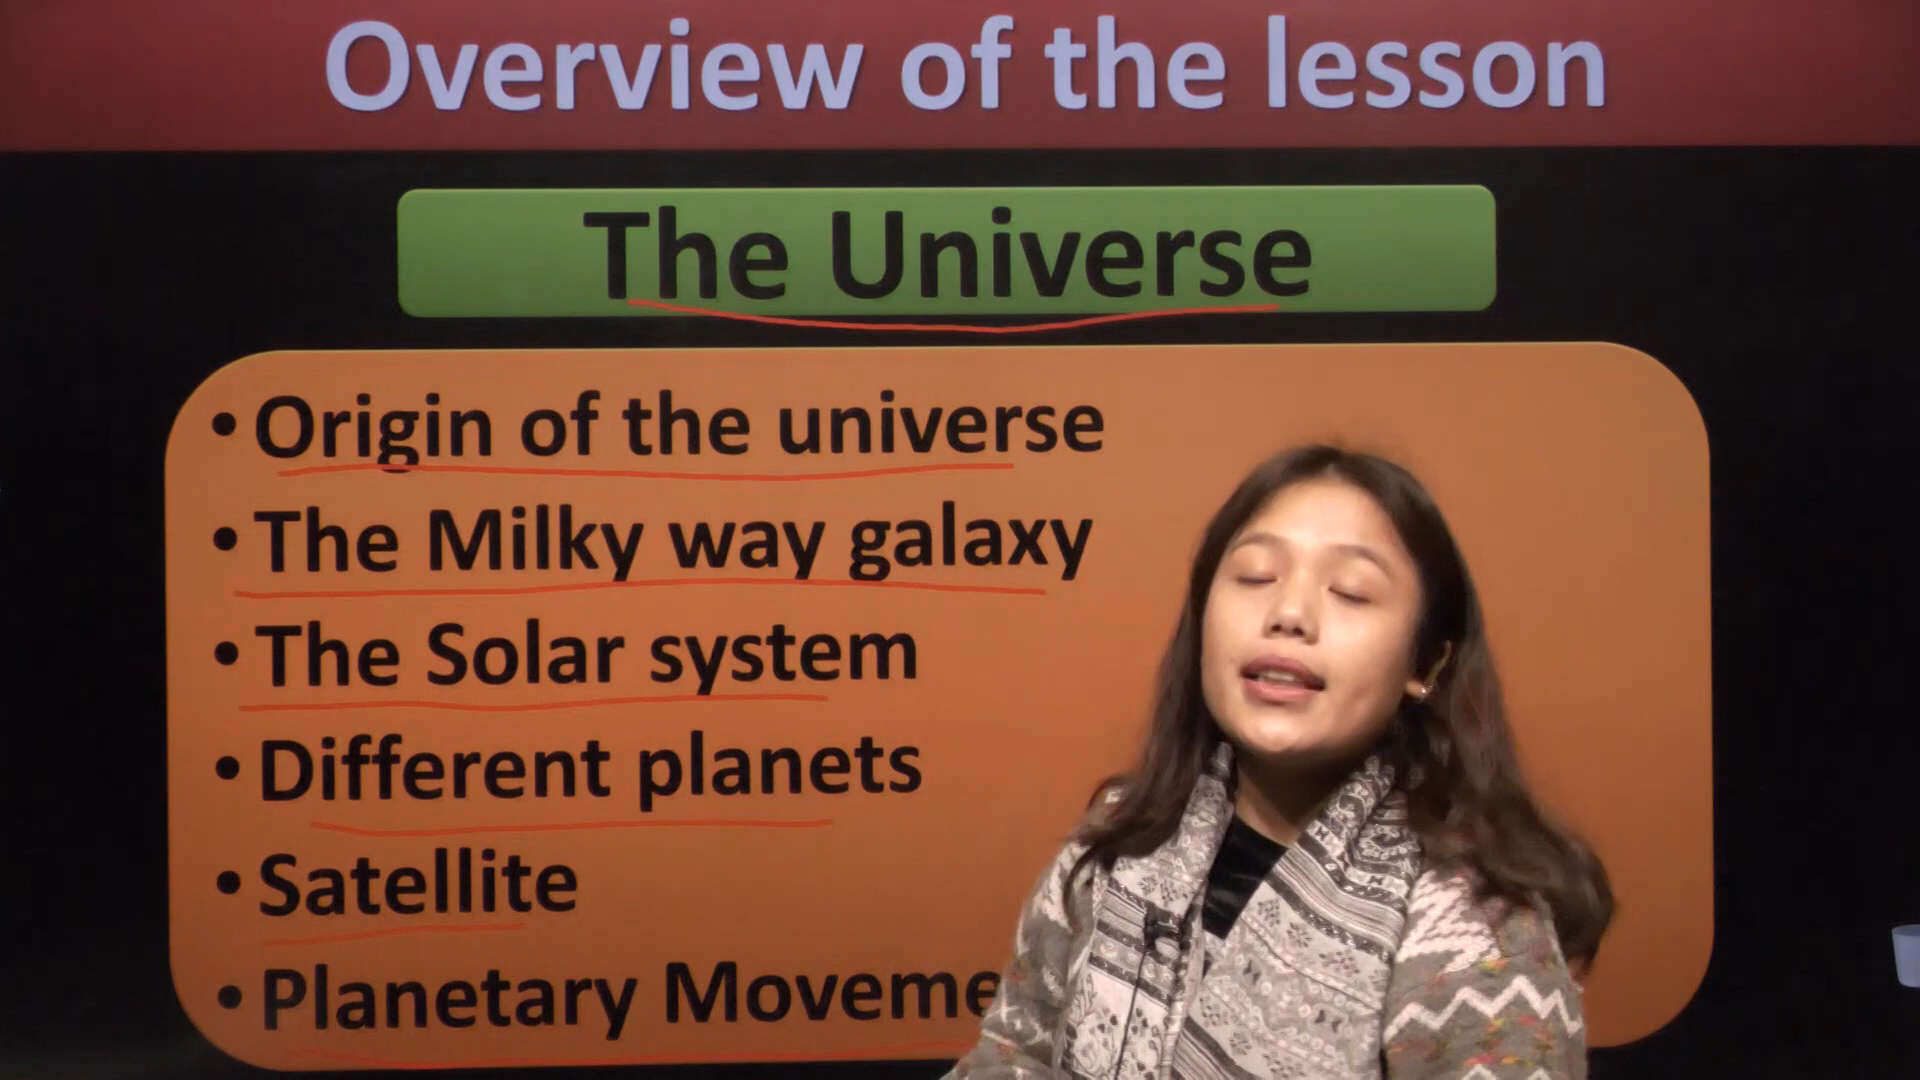 Overview of the lesson
The Universe
• Origin of the universe
• The Milky way galaxy
• The Solar system
• Different planets
• Satellite
• Planetary Moveme